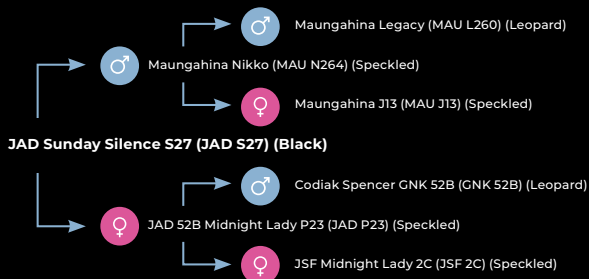 Maungahina Legacy (MAU L260) (Leopard)
Maungahina Nikko (MAU N264) (Speckled)
Maungahina J13 (MAU J13) (Speckled)
JAD Sunday Silence S27 (JAD S27) (Black)
Codiak Spencer GNK 52B (GNK 52B) (Leopard)
JAD 52B Midnight Lady P23 (JAD P23) (Speckled)
JSF Midnight Lady 2C (JSF 2C) (Speckled)